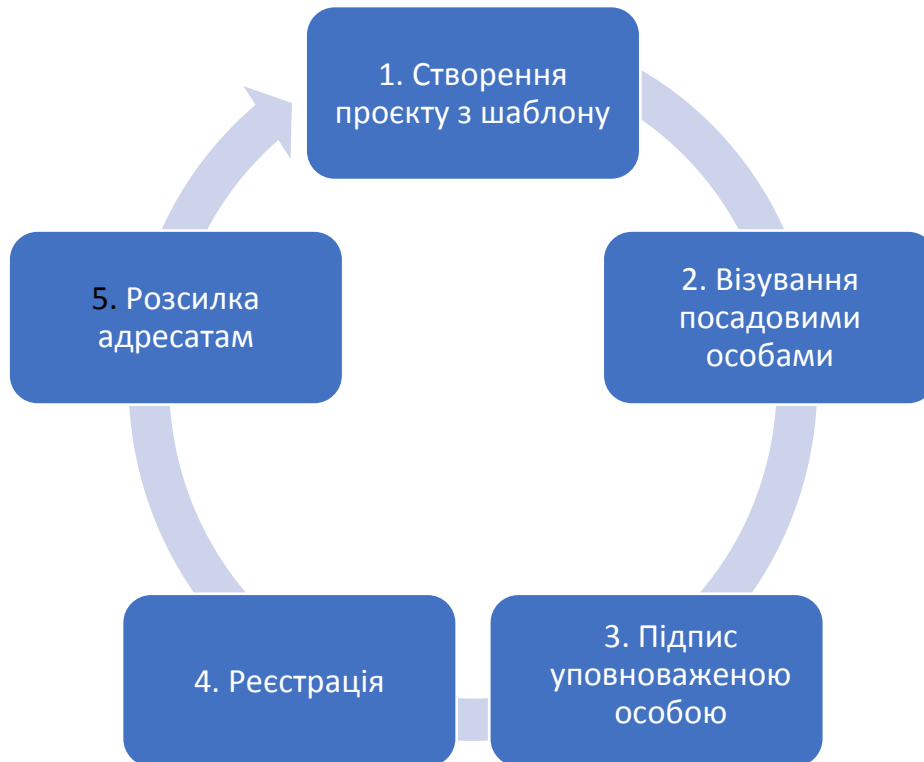 1. Створення
проєкту з шаблону
2. Візування
посадовими
особами
3. Підпис
уповноваженою
особою
4. Реєстрація
5. Розсилка
адресатам